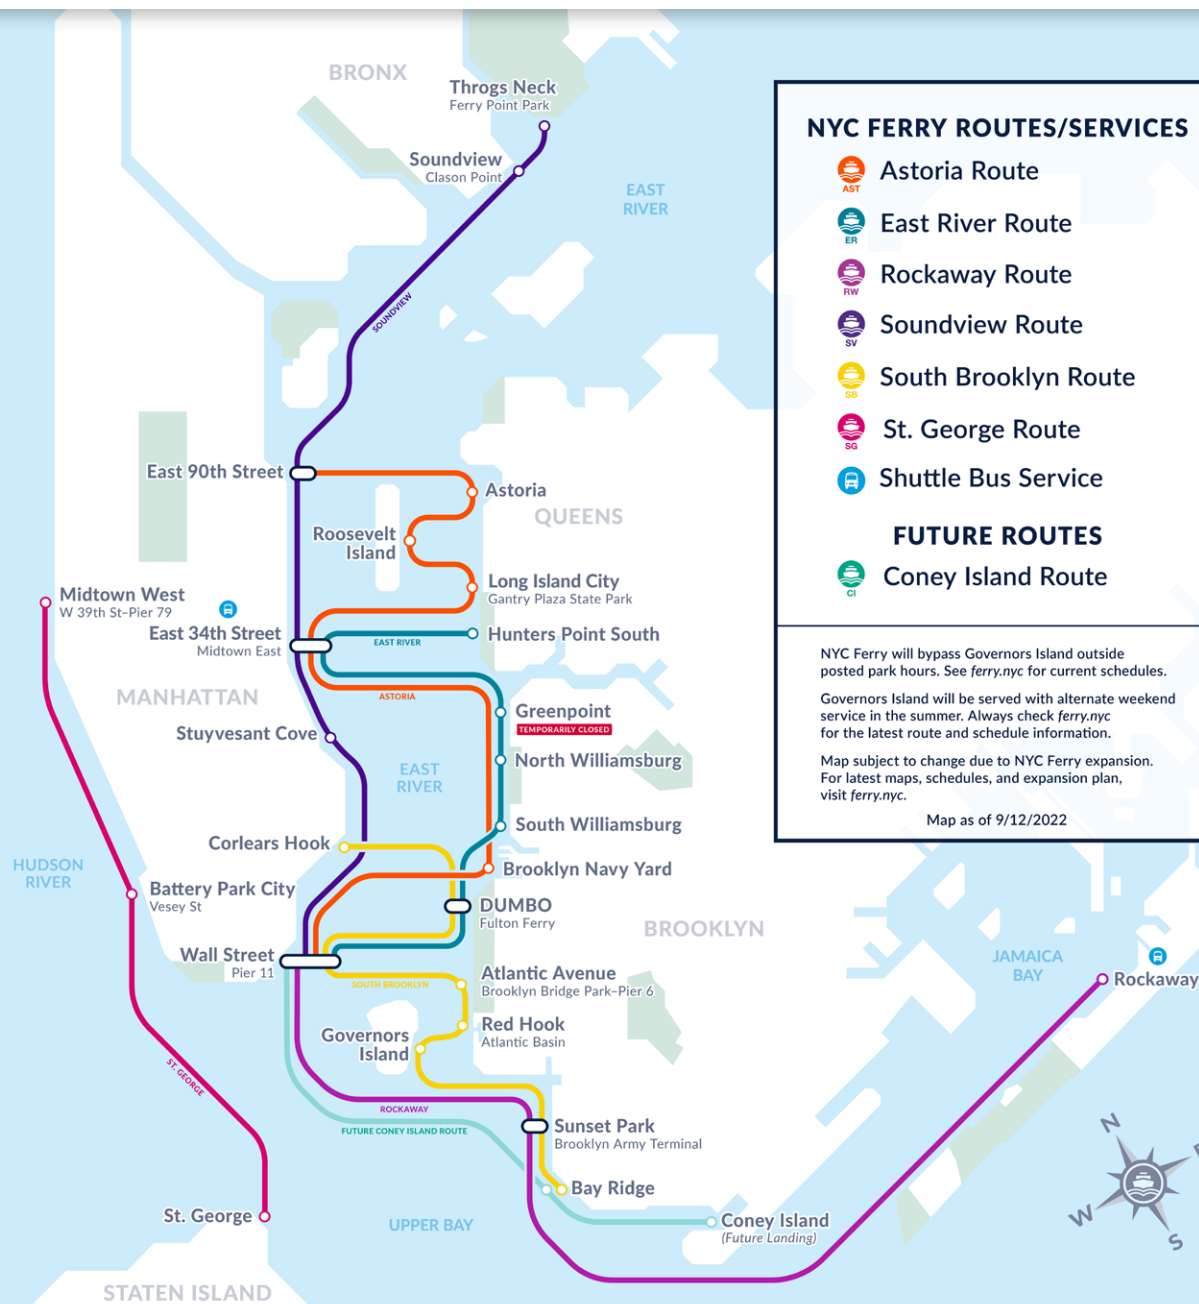 BRONX
Throgs Neck
Ferry Point Park
Soundview
Clason Point
EAST
RIVER
SOUNDVIEW
East 90th Street
Astoria
QUEENS
Roosevelt
Island
Long Island City
Gantry Plaza State Park
Midtown West
W 39th St–Pier 79
East 34th Street
Midtown East
EAST RIVER
Hunters Point South
MANHATTAN
ASTORIA
Greenpoint
TEMPORARILY CLOSED
Stuyvesant Cove
North Williamsburg
EAST
RIVER
South Williamsburg
Corlears Hook
HUDSON
RIVER
Brooklyn Navy Yard
Battery Park City
Vesey St
DUMBO
Fulton Ferry
BROOKLYN
Wall Street
Pier 11
SOUTH BROOKLYN
Atlantic Avenue
Brooklyn Bridge Park–Pier 6
JAMAICA
BAY
Rockaway
Red Hook
Atlantic Basin
Governors
Island
ST. GEORGE
ROCKAWAY
FUTURE CONEY ISLAND ROUTE
Sunset Park
Brooklyn Army Terminal
Bay Ridge
St. George
UPPER BAY
Coney Island
(Future Landing)
STATEN ISLAND
NYC FERRY ROUTES/SERVICES
AST Astoria Route
ER East River Route
RW Rockaway Route
SV Soundview Route
SB South Brooklyn Route
SG St. George Route
Shuttle Bus Service
FUTURE ROUTES
CI Coney Island Route
NYC Ferry will bypass Governors Island outside
posted park hours. See ferry.nyc for current schedules.
Governors Island will be served with alternate weekend
service in the summer. Always check ferry.nyc
for the latest route and schedule information.
Map subject to change due to NYC Ferry expansion.
For latest maps, schedules, and expansion plan,
visit ferry.nyc.
Map as of 9/12/2022
N
W
S